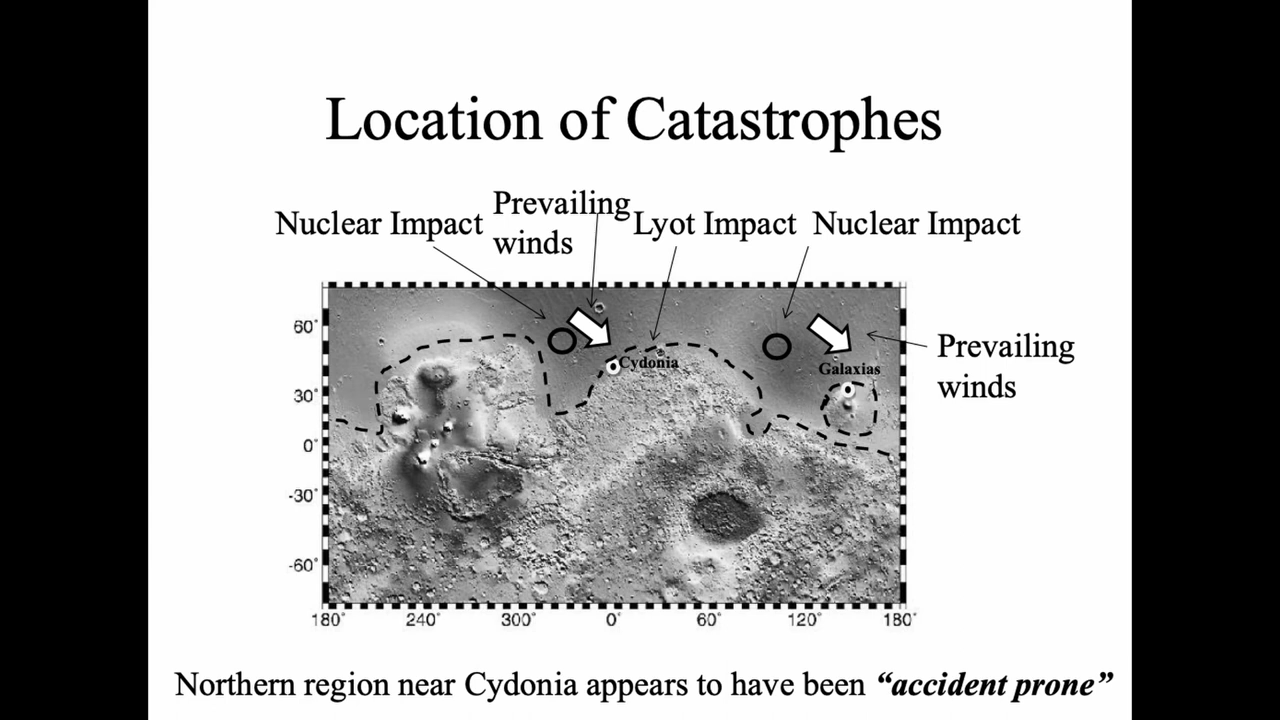 Location of Catastrophes
Nuclear Impact
Prevailing
winds
Lyot Impact
Nuclear Impact
60°
30°
0°
-30°
-60°
Cydonia
Galaxias
Prevailing
winds
180°
240°
300°
0°
60°
120°
180°
Northern region near Cydonia appears to have been “accident prone”